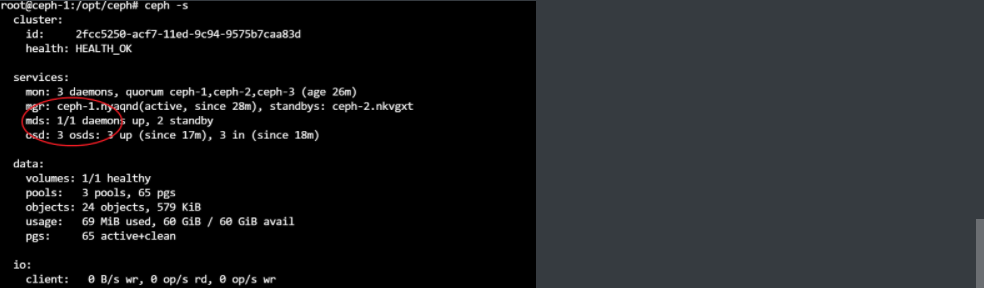 root@ceph-1:/opt/ceph# ceph -s
cluster:
id: 2fcc5250-acf7-11ed-9c94-9575b7caa83d
health: HEALTH_OK
services:
mon: 3 daemons, quorum ceph-1,ceph-2,ceph-3 (age 26m)
mgr: ceph-1.nyaqnd(active, since 28m), standbys: ceph-2.nkvgxt
mds: 1/1 daemons up, 2 standby
osd: 3 osds: 3 up (since 17m), 3 in (since 18m)
data:
volumes: 1/1 healthy
pools: 3 pools, 65 pgs
objects: 24 objects, 579 KiB
usage: 69 MiB used, 60 GiB / 60 GiB avail
pgs: 65 active+clean
io:
client: 0 B/s wr, 0 op/s rd, 0 op/s wr